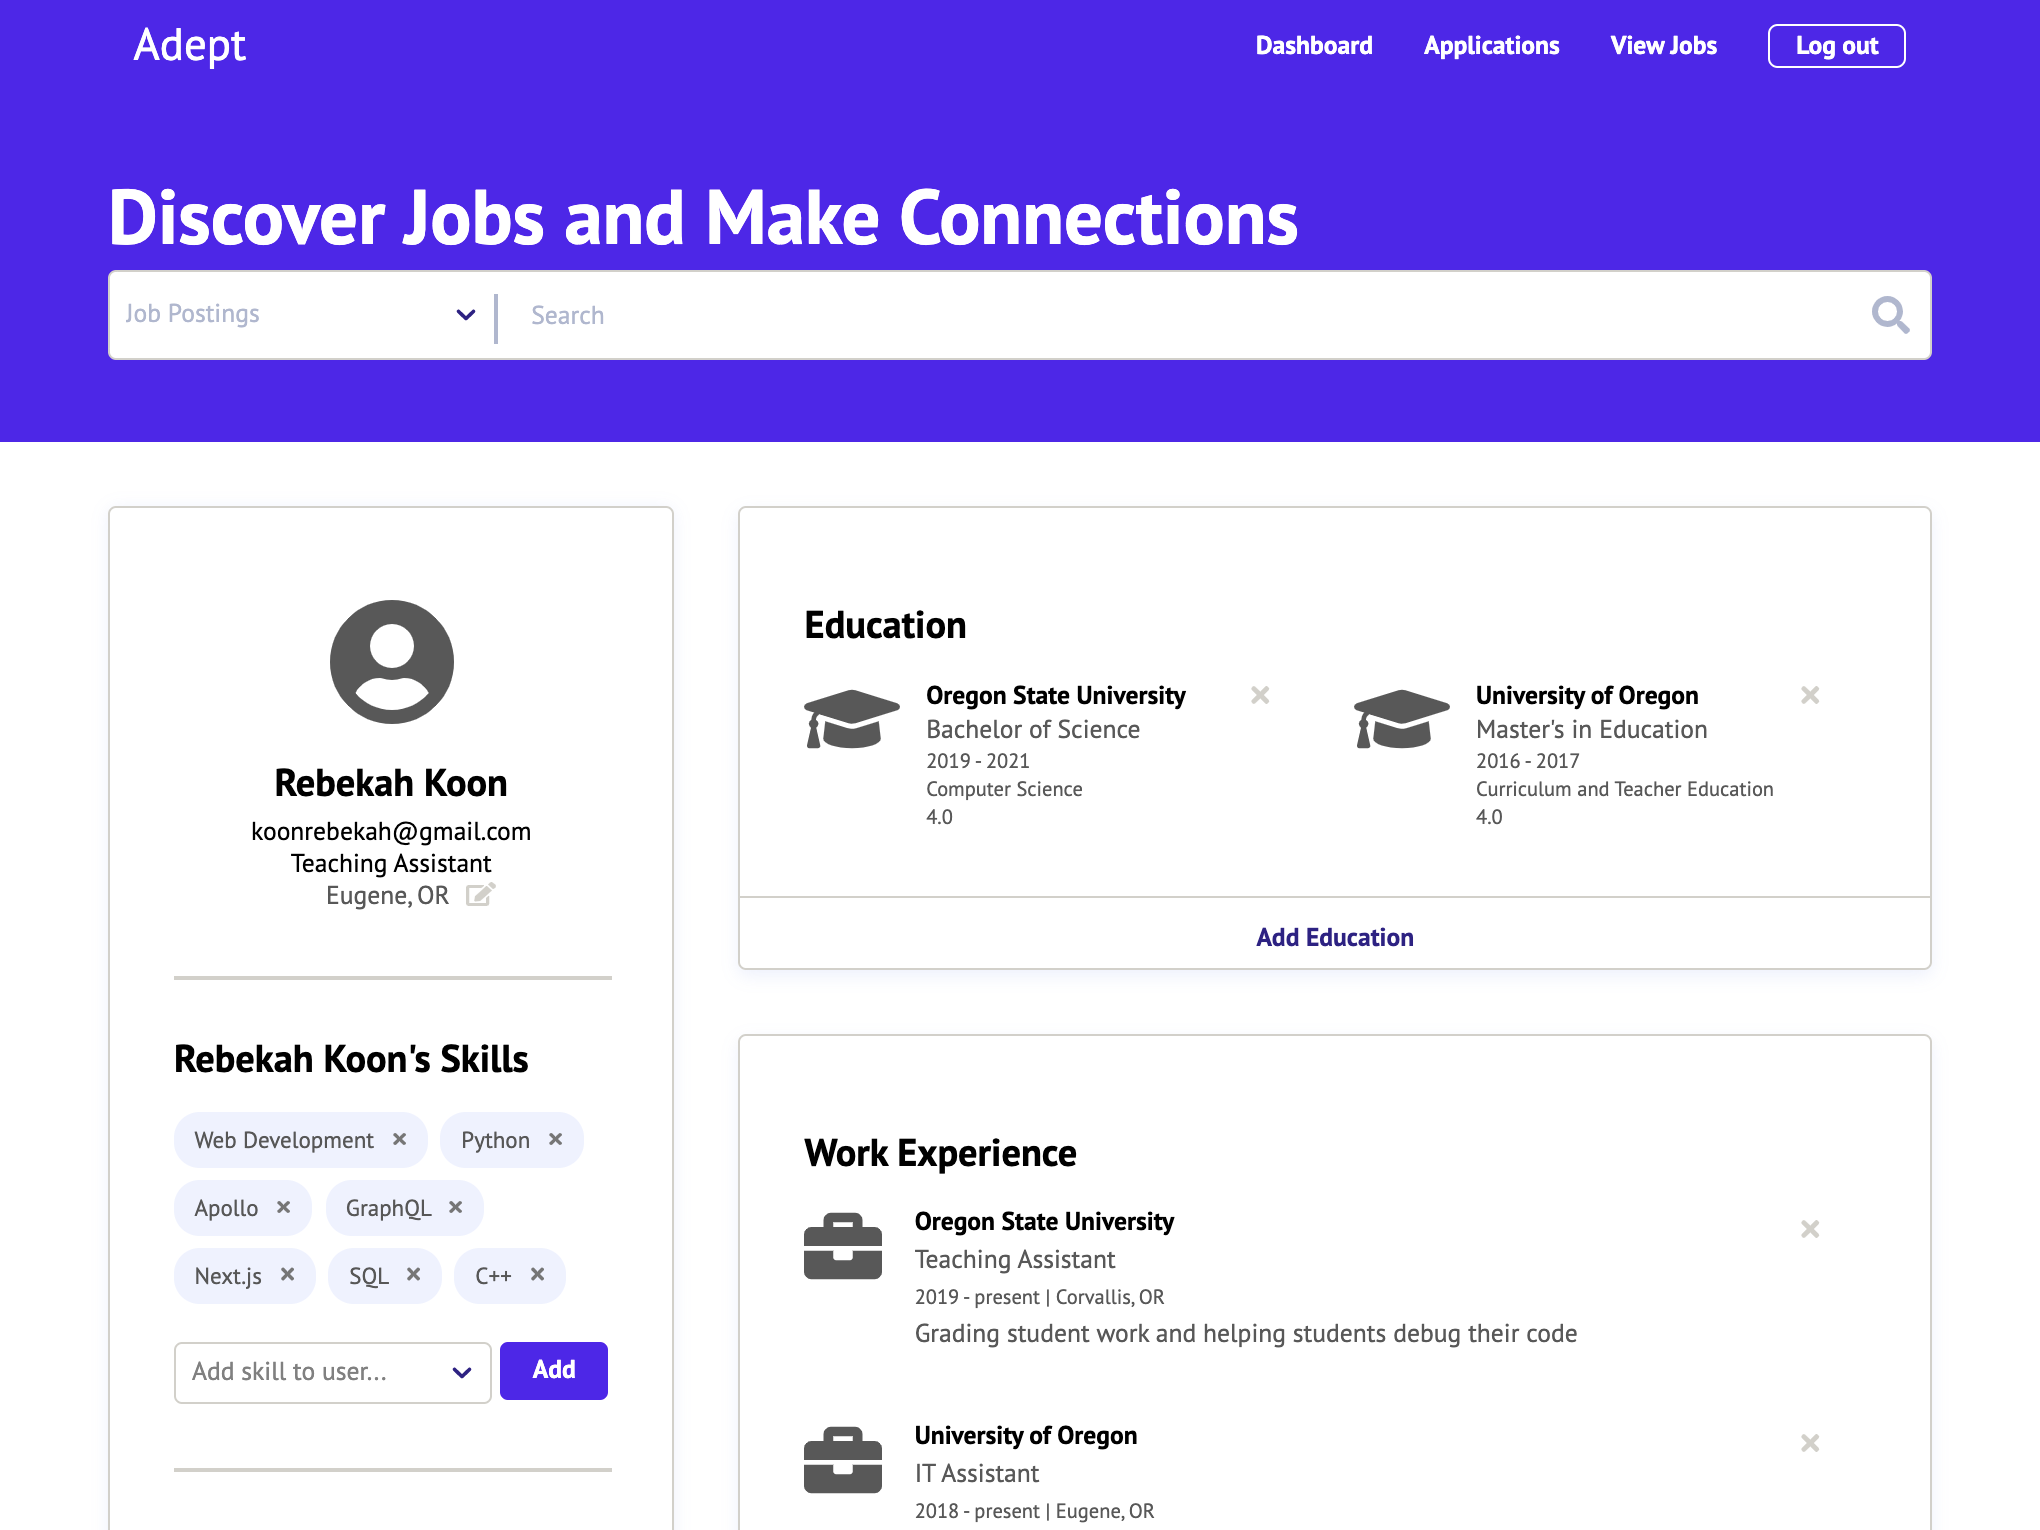 Adept
Dashboard Applications View Jobs Log out
Discover Jobs and Make Connections
Job Postings
Search
Rebekah Koon
koonrebekah@gmail.com
Teaching Assistant
Eugene, OR
Rebekah Koon's Skills
Web Development
Python
Apollo
GraphQL
Next.js
SQL
C++
Add skill to user...
Add
Education
Oregon State University
Bachelor of Science
2019 - 2021
Computer Science
4.0
University of Oregon
Master's in Education
2016 - 2017
Curriculum and Teacher Education
4.0
Add Education
Work Experience
Oregon State University
Teaching Assistant
2019 - present | Corvallis, OR
Grading student work and helping students debug their code
University of Oregon
IT Assistant
2018 - present | Eugene, OR